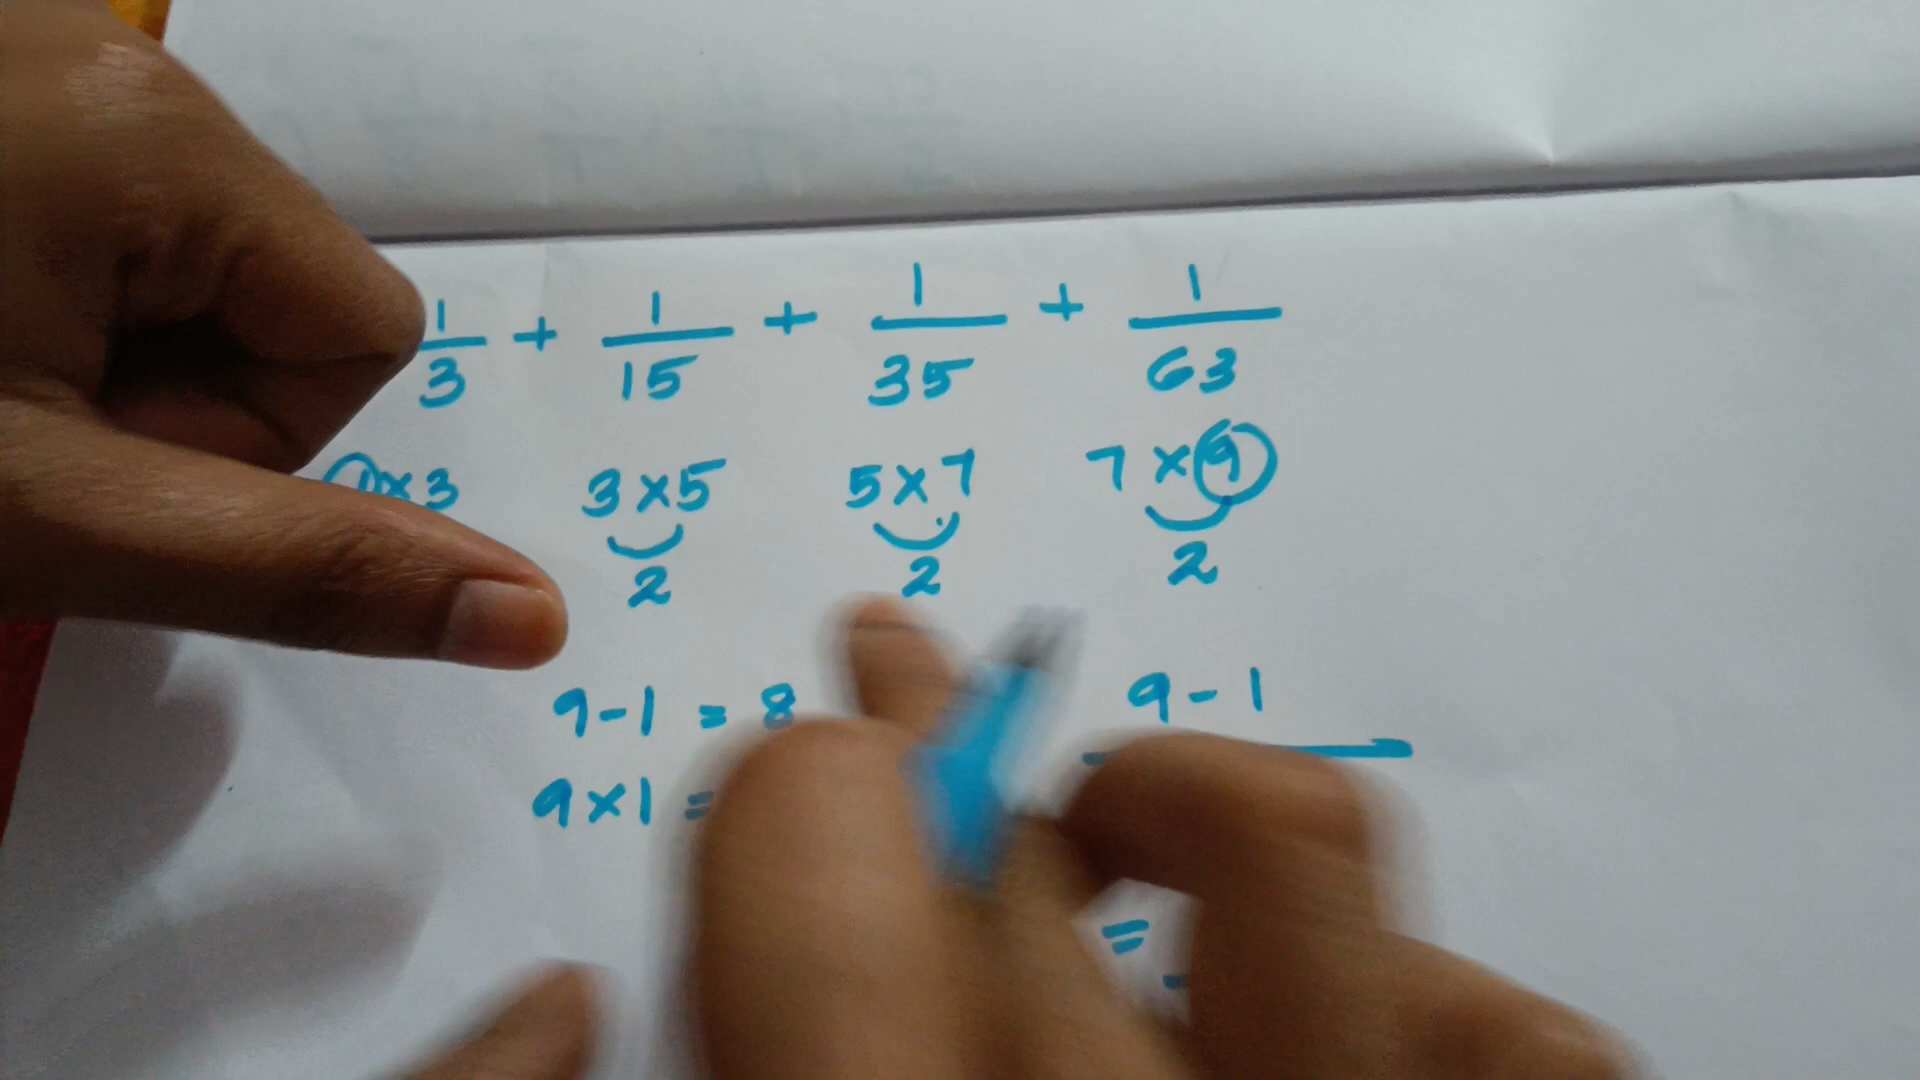 1/3 + 1/15 + 1/35 + 1/63
1×3 3×5 5×7 7×9
2 2 2
9-1 = 8 9-1
9×1 =
=